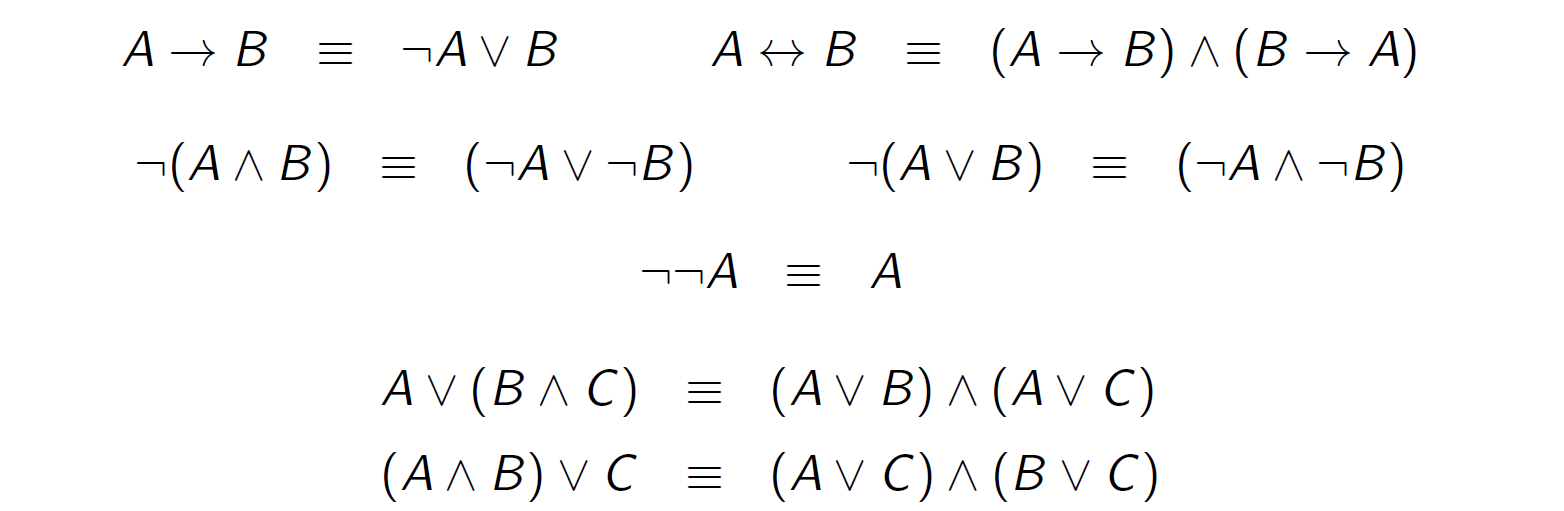 A → B ≡ ¬A ∨ B A ↔ B ≡ (A → B) ∧ (B → A)
¬(A ∧ B) ≡ (¬A ∨ ¬B) ¬(A ∨ B) ≡ (¬A ∧ ¬B)
¬¬A ≡ A
A ∨ (B ∧ C) ≡ (A ∨ B) ∧ (A ∨ C)
(A ∧ B) ∨ C ≡ (A ∨ C) ∧ (B ∨ C)